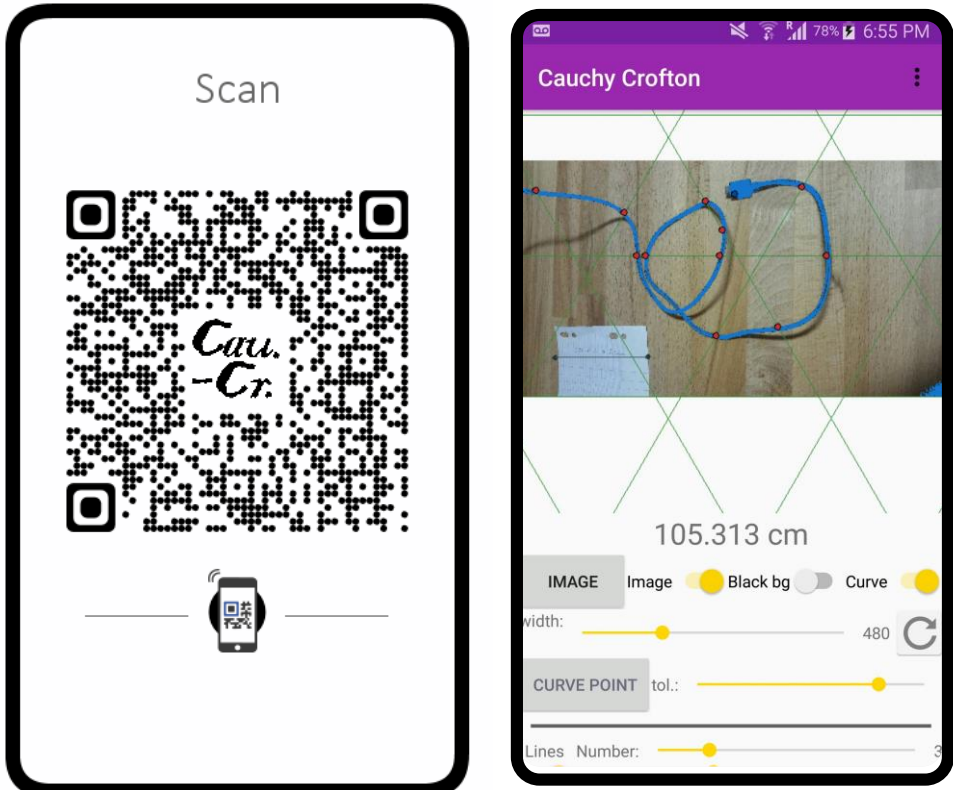 Scan
Cau.
-Cr.
R 78% 6:55 PM
Cauchy Crofton
105.313 cm
IMAGE Image Black bg Curve
width: 480
CURVE POINT tol.:
Lines Number: 3